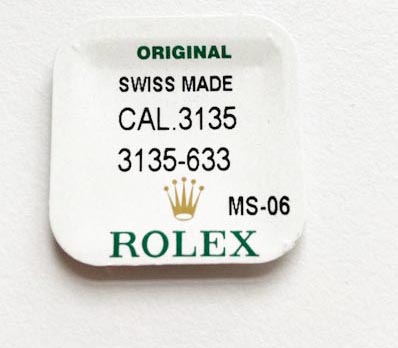 ORIGINAL
SWISS MADE
CAL.3135
3135-633
MS-06
ROLEX